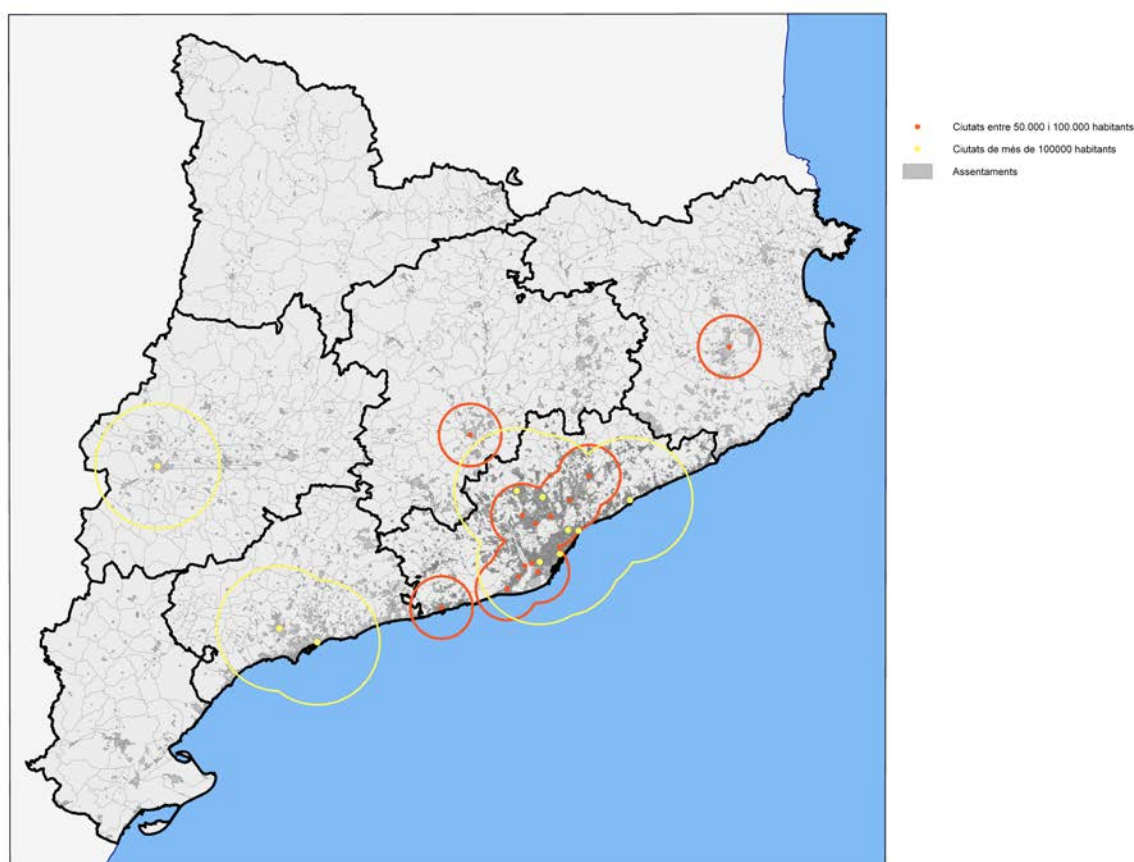 Ciutats entre 50.000 i 100.000 habitants
Ciutats de més de 100000 habitants
Assentaments